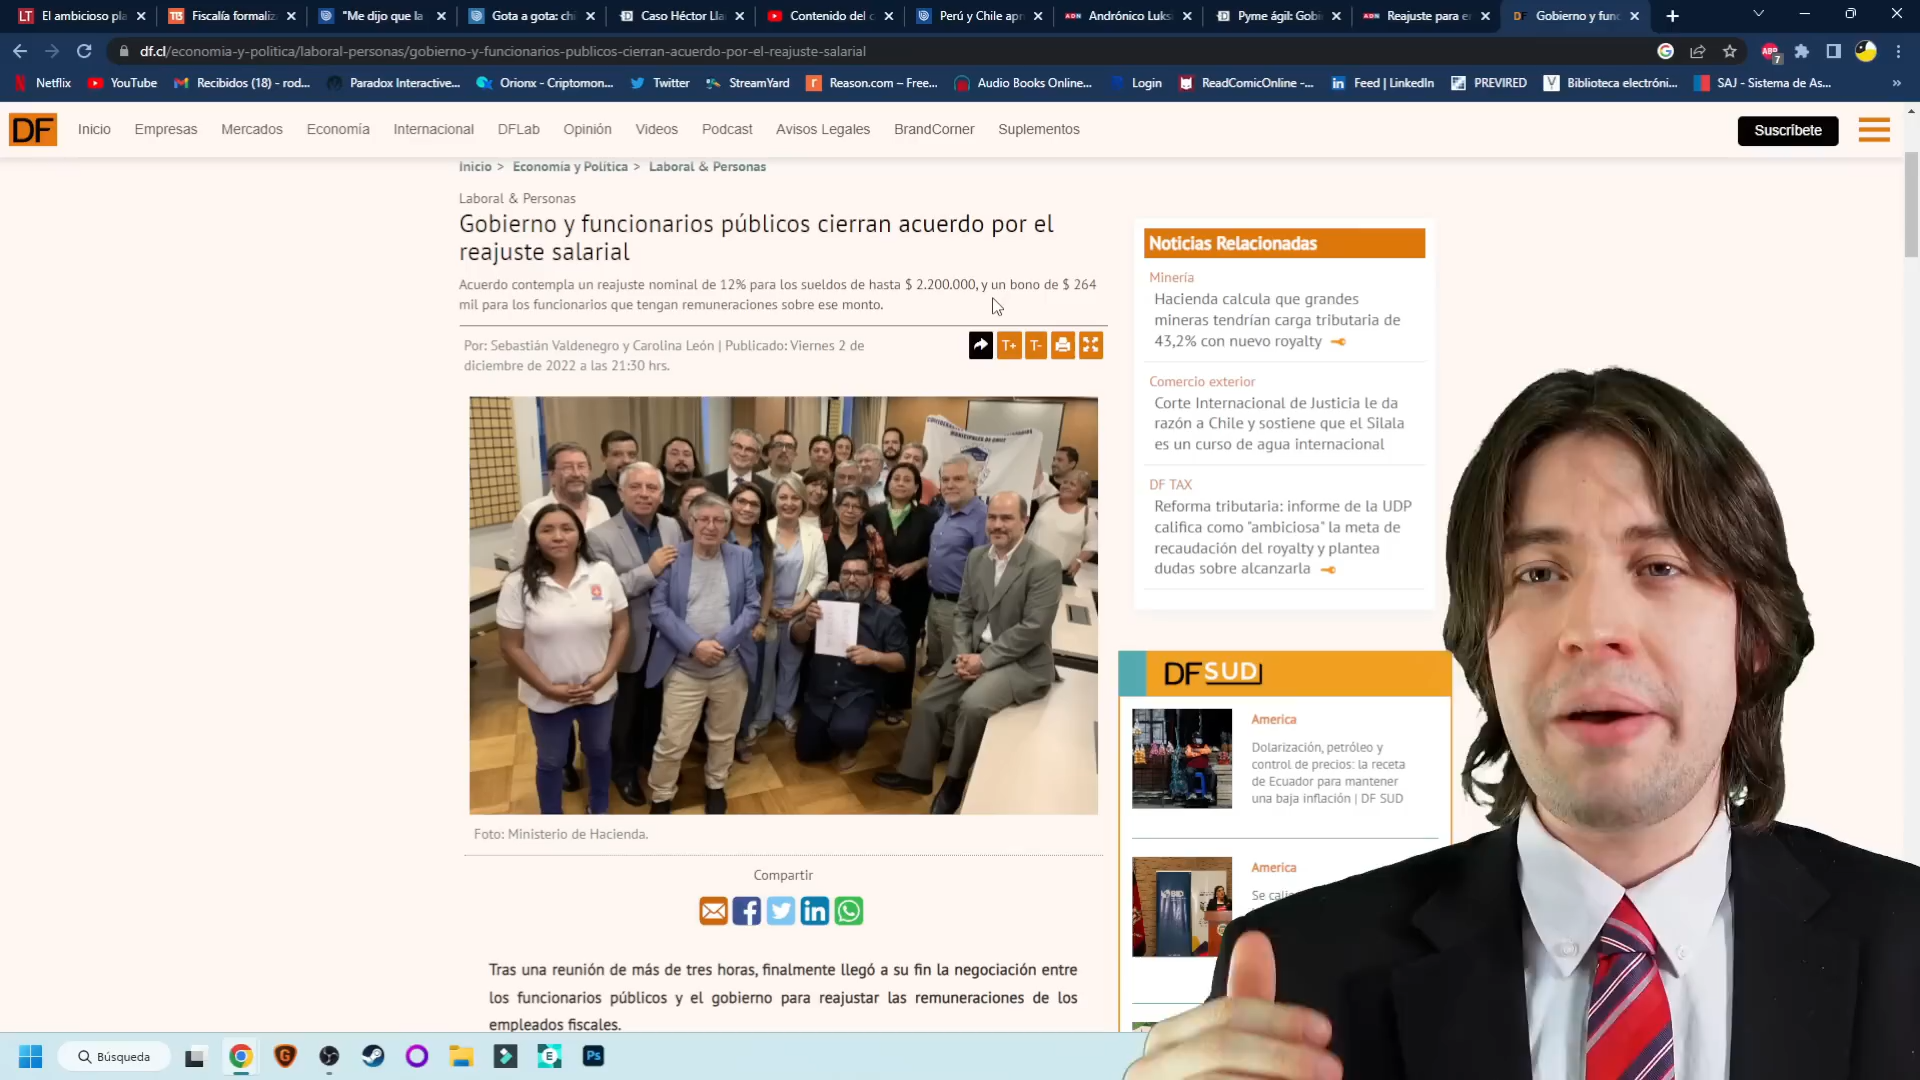 LT El ambicioso pla
T13 Fiscalía formaliz
"Me dijo que la
Gota a gota: ch
Caso Héctor Lla
Contenido del c
Perú y Chile apr
ADN Andrónico Luks
Pyme ágil: Gobi
ADN Reajuste para e
DF Gobierno y func
df.cl/economia-y-politica/laboral-personas/gobierno-y-funcionarios-publicos-cierran-acuerdo-por-el-reajuste-salarial
ABP 7
Netflix YouTube Recibidos (18) - rod... Paradox Interactive... Orionx - Criptomon... Twitter StreamYard Reason.com – Free... Audio Books Online... Login ReadComicOnline -... Feed | LinkedIn PREVIRED Biblioteca electróni... SAJ - Sistema de As... »
DF Inicio Empresas Mercados Economía Internacional DFLab Opinión Videos Podcast Avisos Legales BrandCorner Suplementos Suscríbete
Inicio > Economía y Política > Laboral & Personas
Laboral & Personas
Gobierno y funcionarios públicos cierran acuerdo por el
reajuste salarial
Acuerdo contempla un reajuste nominal de 12% para los sueldos de hasta $ 2.200.000, y un bono de $ 264
mil para los funcionarios que tengan remuneraciones sobre ese monto.
Por: Sebastián Valdenegro y Carolina León | Publicado: Viernes 2 de
diciembre de 2022 a las 21:30 hrs.
T+ T-
MUNICIPALES DE CHILE
Foto: Ministerio de Hacienda.
Compartir
Tras una reunión de más de tres horas, finalmente llegó a su fin la negociación entre
los funcionarios públicos y el gobierno para reajustar las remuneraciones de los
empleados fiscales.
Noticias Relacionadas
Minería
Hacienda calcula que grandes
mineras tendrían carga tributaria de
43,2% con nuevo royalty
Comercio exterior
Corte Internacional de Justicia le da
razón a Chile y sostiene que el Silala
es un curso de agua internacional
DF TAX
Reforma tributaria: informe de la UDP
califica como "ambiciosa" la meta de
recaudación del royalty y plantea
dudas sobre alcanzarla
DFSUD
America
Dolarización, petróleo y
control de precios: la receta
de Ecuador para mantener
una baja inflación | DF SUD
America
Se cali
Búsqueda
G
E
Ps